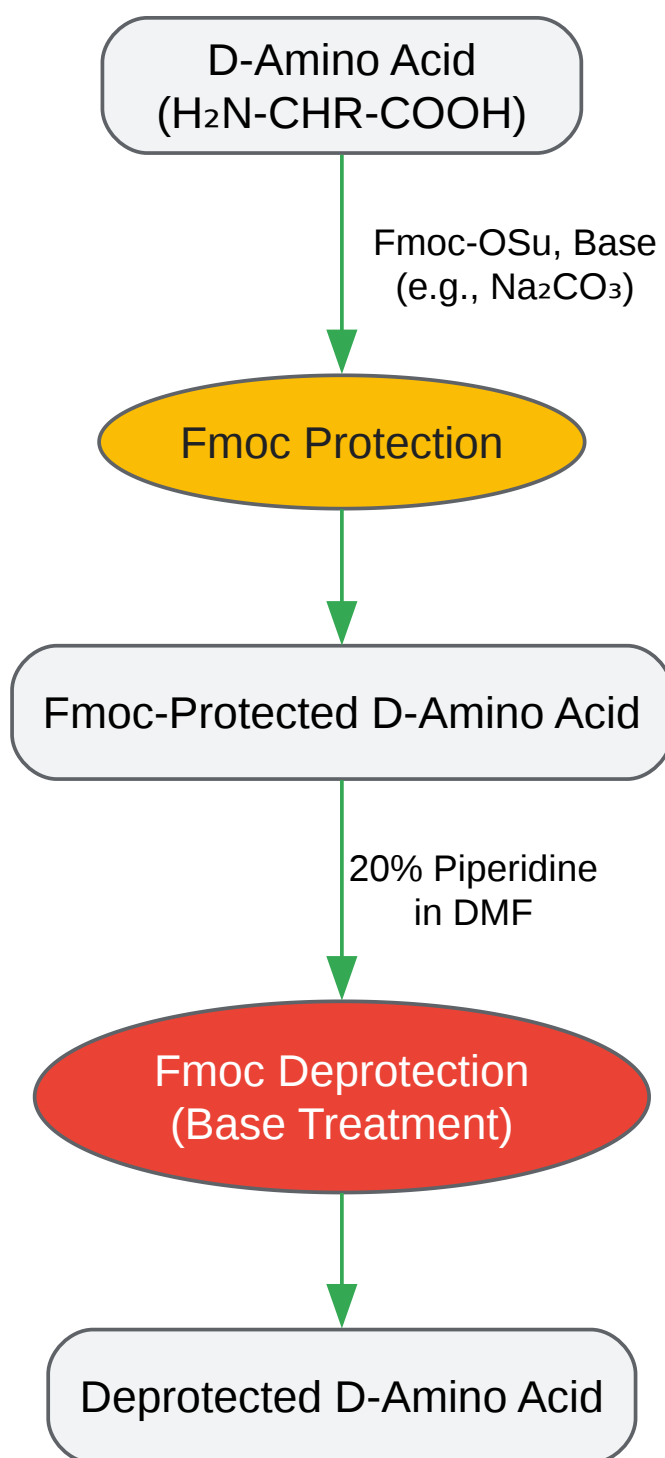 D-Amino Acid
(H₂N-CHR-COOH)
Fmoc-OSu, Base
(e.g., Na₂CO₃)
Fmoc Protection
Fmoc-Protected D-Amino Acid
20% Piperidine
in DMF
Fmoc Deprotection
(Base Treatment)
Deprotected D-Amino Acid